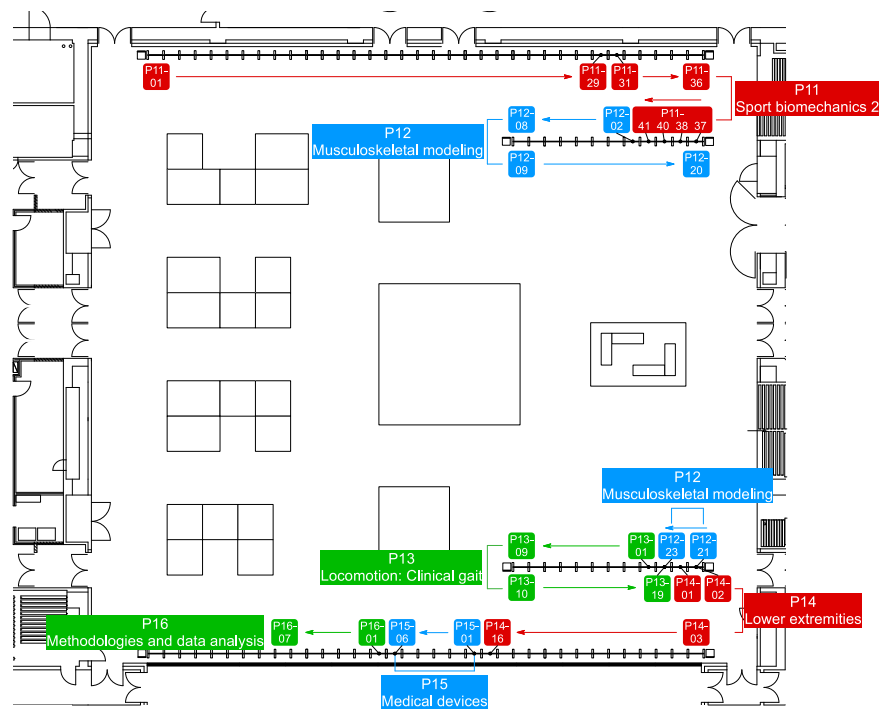 P11-
01
P11-
29
P11-
31
P11-
36
P11
Sport biomechanics 2
P12
Musculoskeletal modeling
P12-
08
P12-
02
P11-
41 40 38 37
P12-
09
P12-
20
P12
Musculoskeletal modeling
P13
Locomotion: Clinical gait
P13-
09
P13-
01
P12-
23
P12-
21
P13-
10
P13-
19
P14-
01
P14-
02
P14
Lower extremities
P16
Methodologies and data analysis
P16-
07
P16-
01
P15-
06
P15-
01
P14-
16
P14-
03
P15
Medical devices